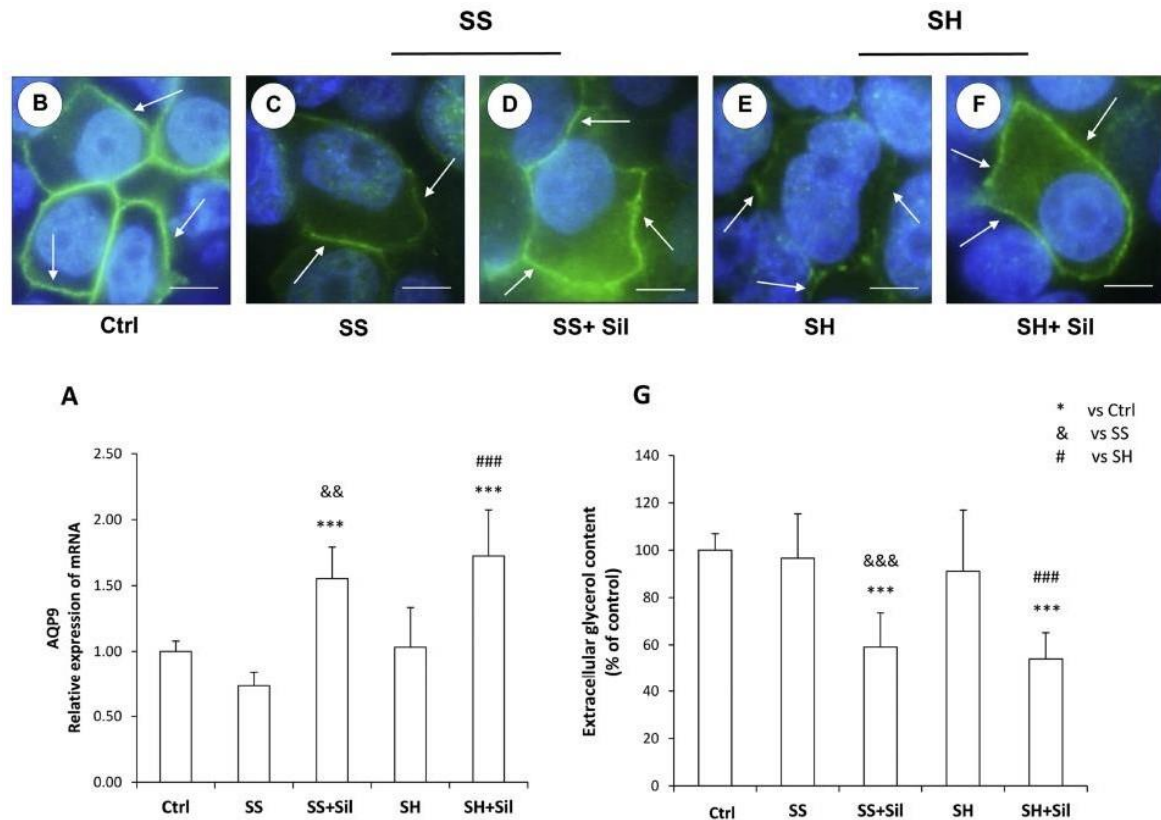 SS SH
B C D E F
Ctrl SS SS+ Sil SH SH+ Sil
A
AQP9
Relative expression of mRNA
2.50
2.00
1.50
1.00
0.50
0.00
&&
***
###
***
Ctrl SS SS+Sil SH SH+Sil
G
* vs Ctrl
& vs SS
# vs SH
Extracellular glycerol content
(% of control)
140
120
100
80
60
40
20
0
&&&
***
###
***
Ctrl SS SS+Sil SH SH+Sil